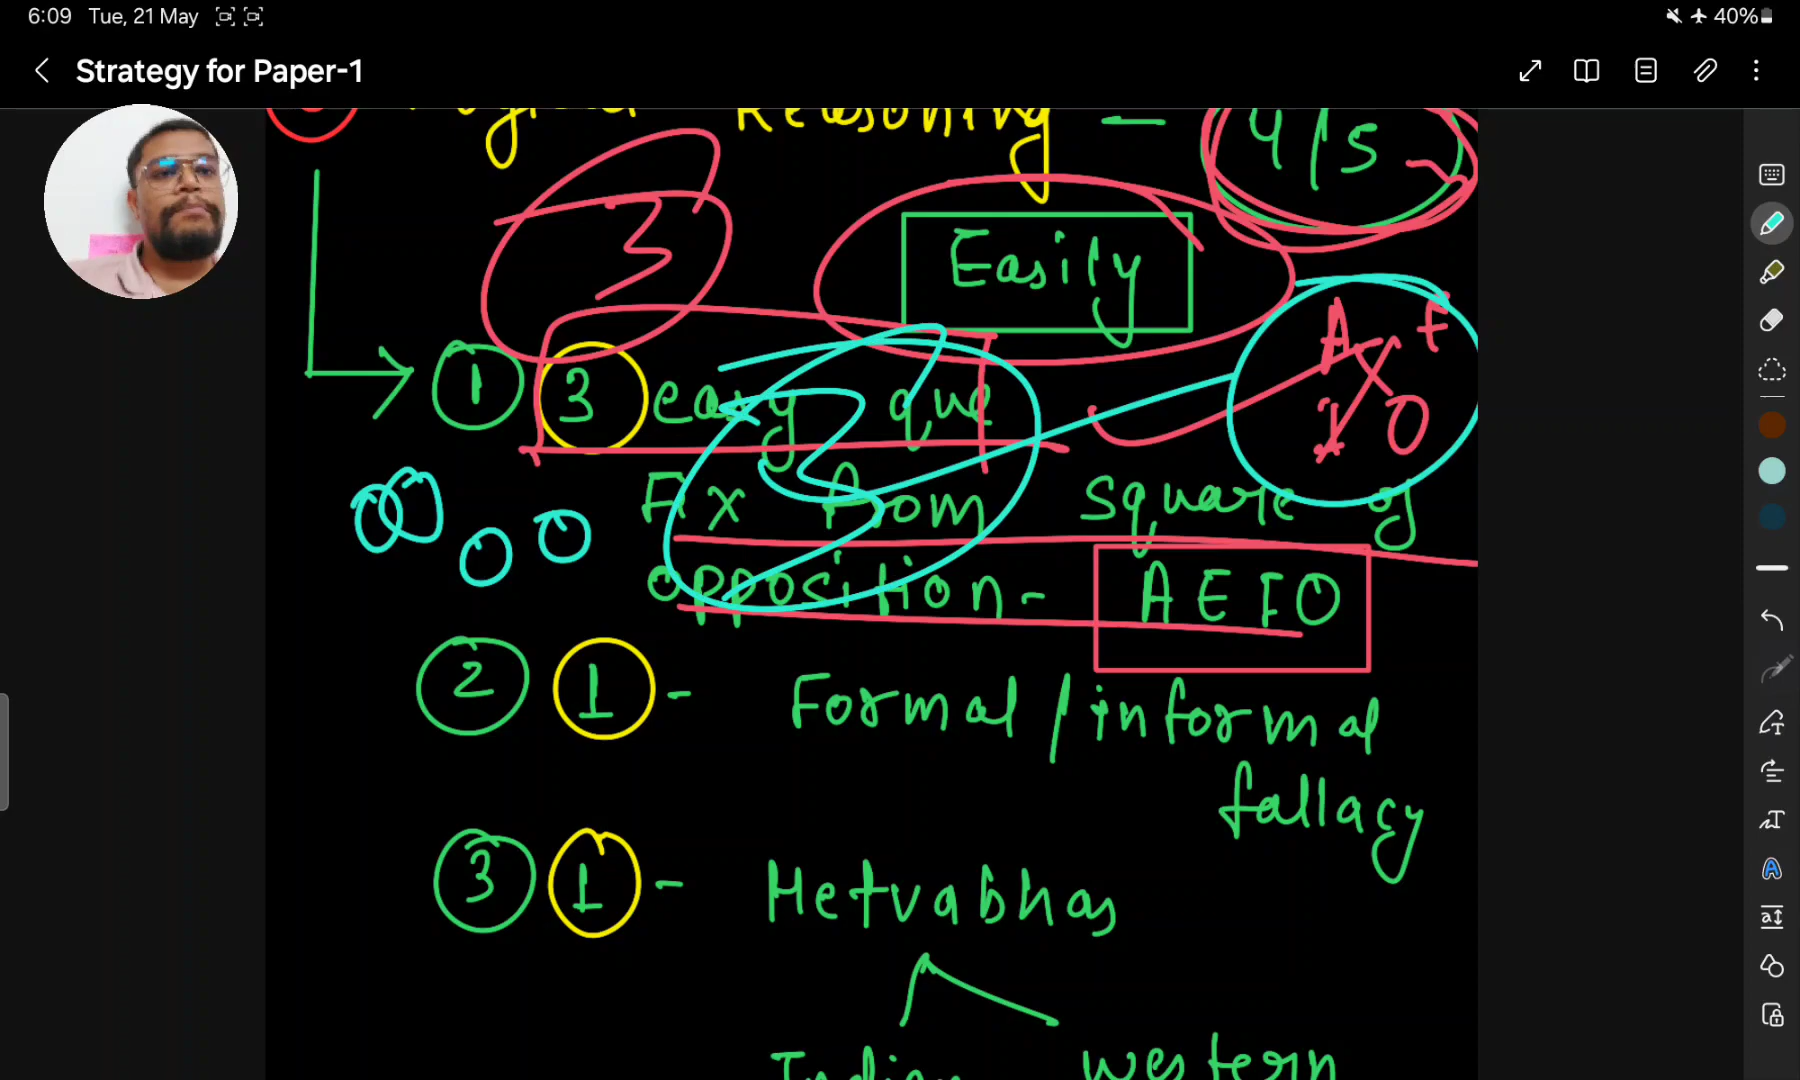 6:09 Tue, 21 May 40%
Strategy for Paper-1
Reasoning - 4/5
3
Easily
A E
I O
1 3 easy que
Fix from square of
opposition - AEIO
2 1 - Formal/informal
fallacy
3 1 - Hetvabhas
Western